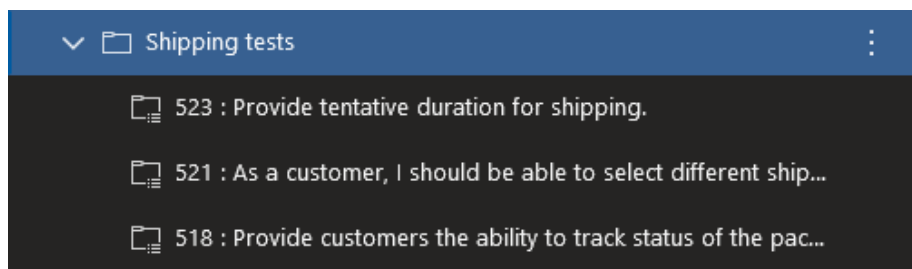 Shipping tests
523 : Provide tentative duration for shipping.
521 : As a customer, I should be able to select different ship...
518 : Provide customers the ability to track status of the pac...